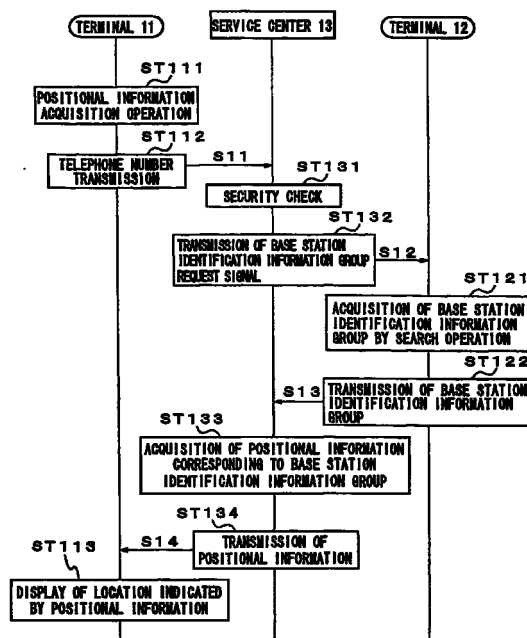 TERMINAL 11
SERVICE CENTER 13
TERMINAL 12
ST111
POSITIONAL INFORMATION
ACQUISITION OPERATION
ST112
TELEPHONE NUMBER
TRANSMISSION
S11
ST131
SECURITY CHECK
ST132
TRANSMISSION OF BASE STATION
IDENTIFICATION INFORMATION GROUP
REQUEST SIGNAL
S12
ST121
ACQUISITION OF BASE STATION
IDENTIFICATION INFORMATION
GROUP BY SEARCH OPERATION
ST122
S13
TRANSMISSION OF BASE STATION
IDENTIFICATION INFORMATION
GROUP
ST133
ACQUISITION OF POSITIONAL INFORMATION
CORRESPONDING TO BASE STATION
IDENTIFICATION INFORMATION GROUP
ST134
S14
TRANSMISSION OF
POSITIONAL INFORMATION
ST113
DISPLAY OF LOCATION INDICATED
BY POSITIONAL INFORMATION